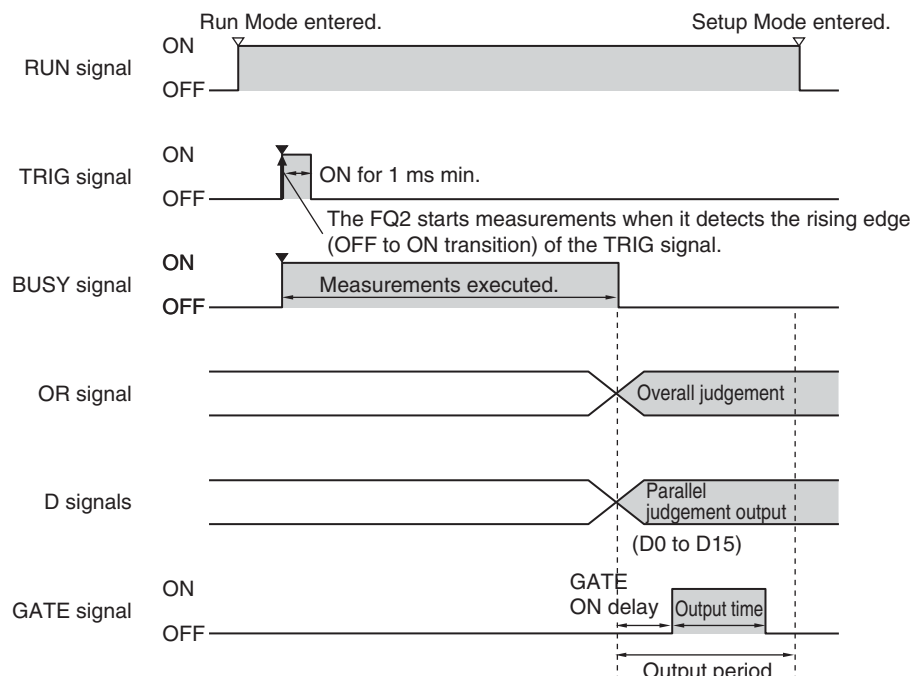 Run Mode entered.
Setup Mode entered.
ON
RUN signal
OFF
ON
TRIG signal
ON for 1 ms min.
OFF
The FQ2 starts measurements when it detects the rising edge
(OFF to ON transition) of the TRIG signal.
ON
BUSY signal
Measurements executed.
OFF
OR signal
Overall judgement
D signals
Parallel
judgement output
(D0 to D15)
ON
GATE signal
GATE
ON delay
Output time
OFF
Output period